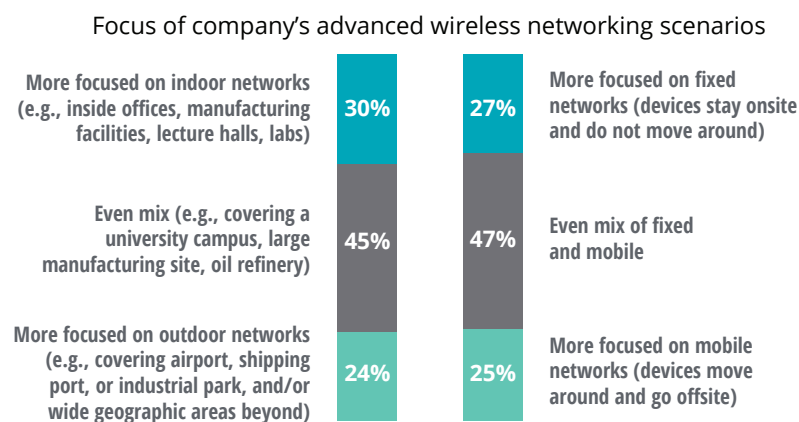 Focus of company’s advanced wireless networking scenarios
More focused on indoor networks
(e.g., inside offices, manufacturing
facilities, lecture halls, labs)
30%
27%
More focused on fixed
networks (devices stay onsite
and do not move around)
Even mix (e.g., covering a
university campus, large
manufacturing site, oil refinery)
45%
47%
Even mix of fixed
and mobile
More focused on outdoor networks
(e.g., covering airport, shipping
port, or industrial park, and/or
wide geographic areas beyond)
24%
25%
More focused on mobile
networks (devices move
around and go offsite)